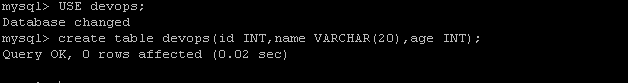 mysql> USE devops;
Database changed
mysql> create table devops(id INT,name VARCHAR(20),age INT);
Query OK, 0 rows affected (0.02 sec)